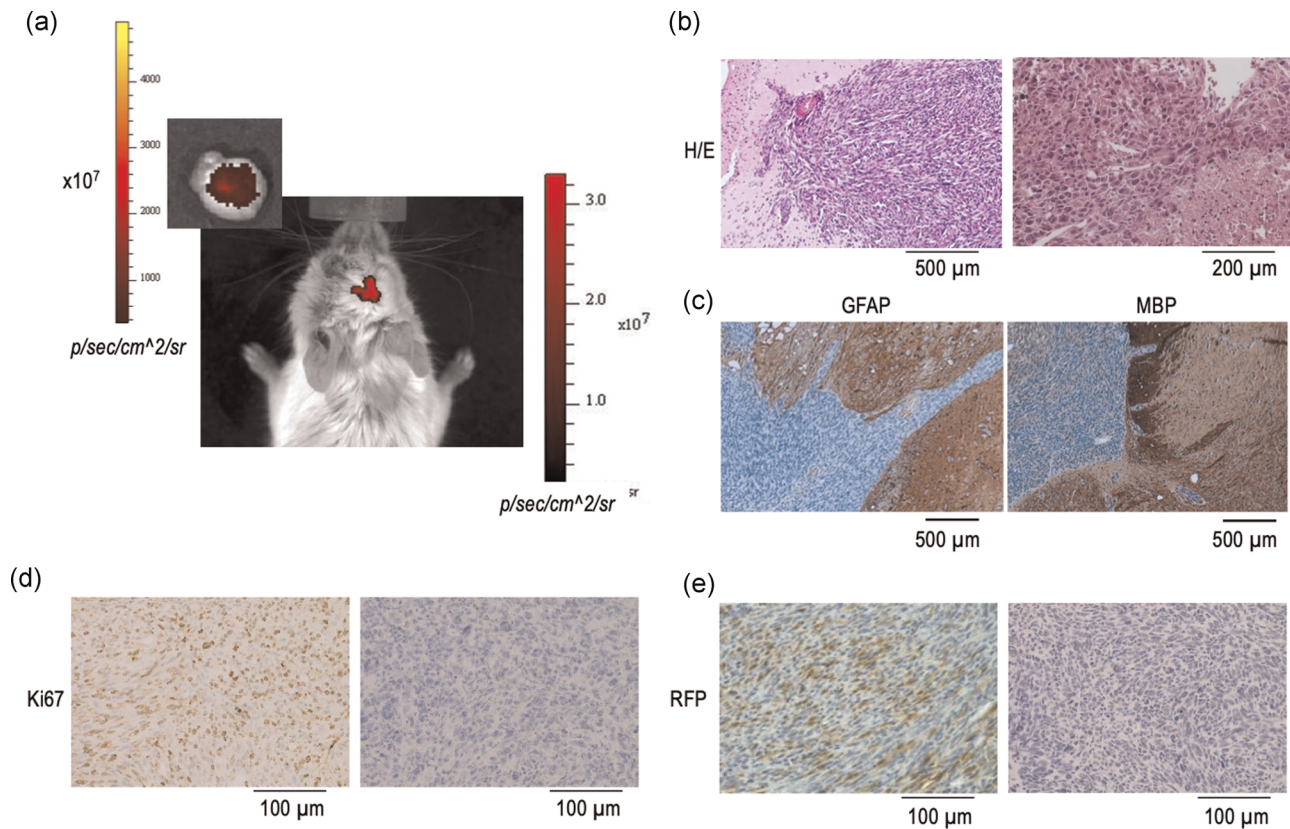 (a)
4000
3000
x10^7
2000
1000
p/sec/cm^2/sr
3.0
2.0
x10^7
1.0
p/sec/cm^2/sr
sr
(b)
H/E
500 µm
200 µm
(c)
GFAP
MBP
500 µm
500 µm
(d)
Ki67
100 µm
100 µm
(e)
RFP
100 µm
100 µm